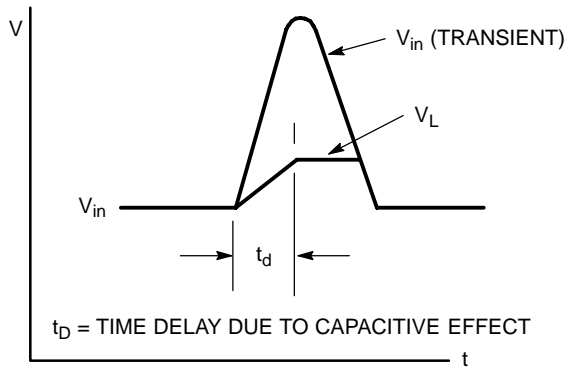 V
V_in (TRANSIENT)
V_L
V_in
t_d
t_D = TIME DELAY DUE TO CAPACITIVE EFFECT
t